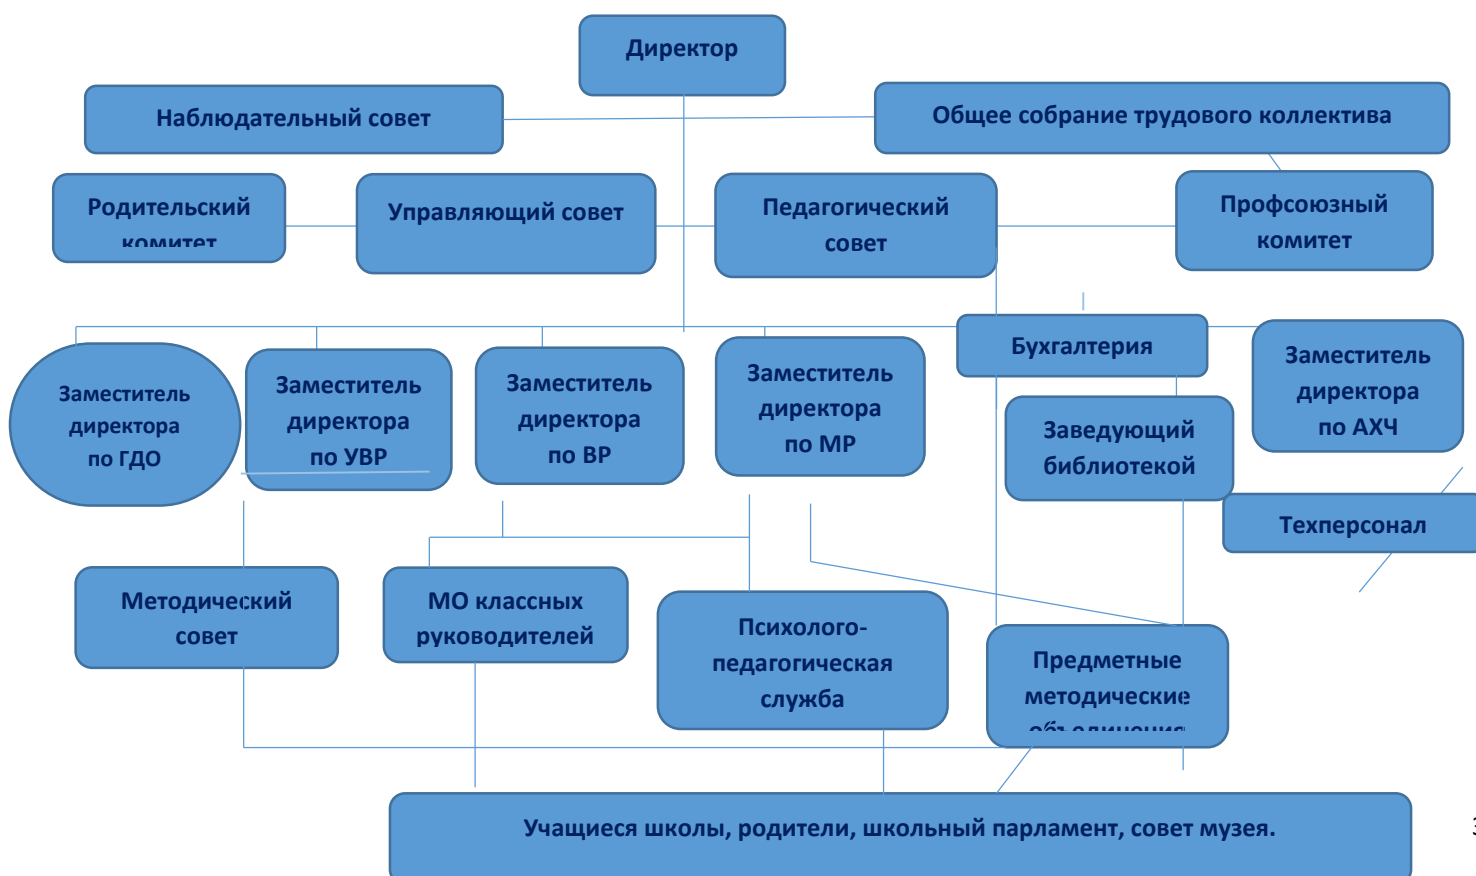 Директор
Наблюдательный совет
Общее собрание трудового коллектива
Родительский
комитет
Управляющий совет
Педагогический
совет
Профсоюзный
комитет
Заместитель
директора
по ГДО
Заместитель
директора
по УВР
Заместитель
директора
по ВР
Заместитель
директора
по МР
Бухгалтерия
Заведующий
библиотекой
Заместитель
директора
по АХЧ
Техперсонал
Методический
совет
МО классных
руководителей
Психолого-
педагогическая
служба
Предметные
методические
объединения
Учащиеся школы, родители, школьный парламент, совет музея.